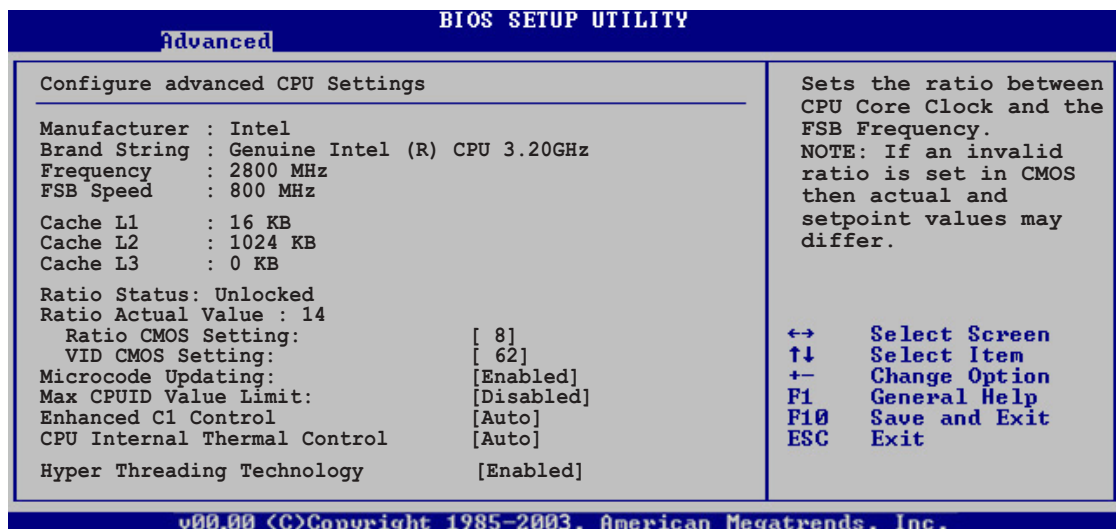 BIOS SETUP UTILITY
Advanced
Configure advanced CPU Settings
Manufacturer : Intel
Brand String : Genuine Intel (R) CPU 3.20GHz
Frequency : 2800 MHz
FSB Speed : 800 MHz
Cache L1 : 16 KB
Cache L2 : 1024 KB
Cache L3 : 0 KB
Ratio Status: Unlocked
Ratio Actual Value : 14
Ratio CMOS Setting: [ 8]
VID CMOS Setting: [ 62]
Microcode Updating: [Enabled]
Max CPUID Value Limit: [Disabled]
Enhanced C1 Control [Auto]
CPU Internal Thermal Control [Auto]
Hyper Threading Technology [Enabled]
Sets the ratio between
CPU Core Clock and the
FSB Frequency.
NOTE: If an invalid
ratio is set in CMOS
then actual and
setpoint values may
differ.
←→ Select Screen
↑↓ Select Item
+- Change Option
F1 General Help
F10 Save and Exit
ESC Exit
v00.00 (C)Copyright 1985-2003, American Megatrends, Inc.